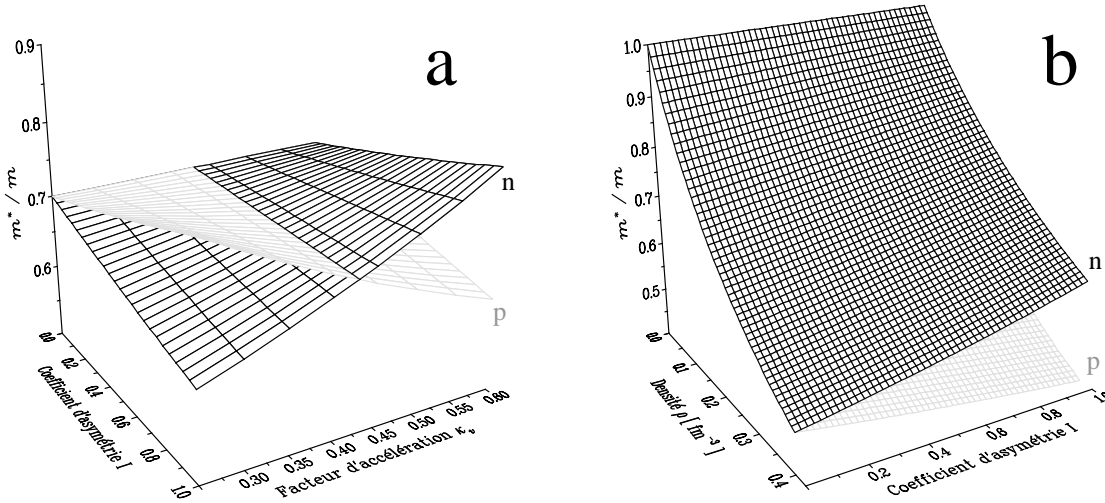 a
0.9
0.8
0.7
0.6
m* / m
0.0
0.2
0.4
0.6
0.8
1.0
Coefficient d'asymétrie I
0.30
0.35
0.40
0.45
0.50
0.55
0.60
Facteur d'accélération κv
n
p
b
1.0
0.9
0.8
0.7
0.6
0.5
m* / m
0.0
0.1
0.2
0.3
0.4
Densité ρ [ fm⁻³ ]
0.2
0.4
0.6
0.8
Coefficient d'asymétrie I
n
p